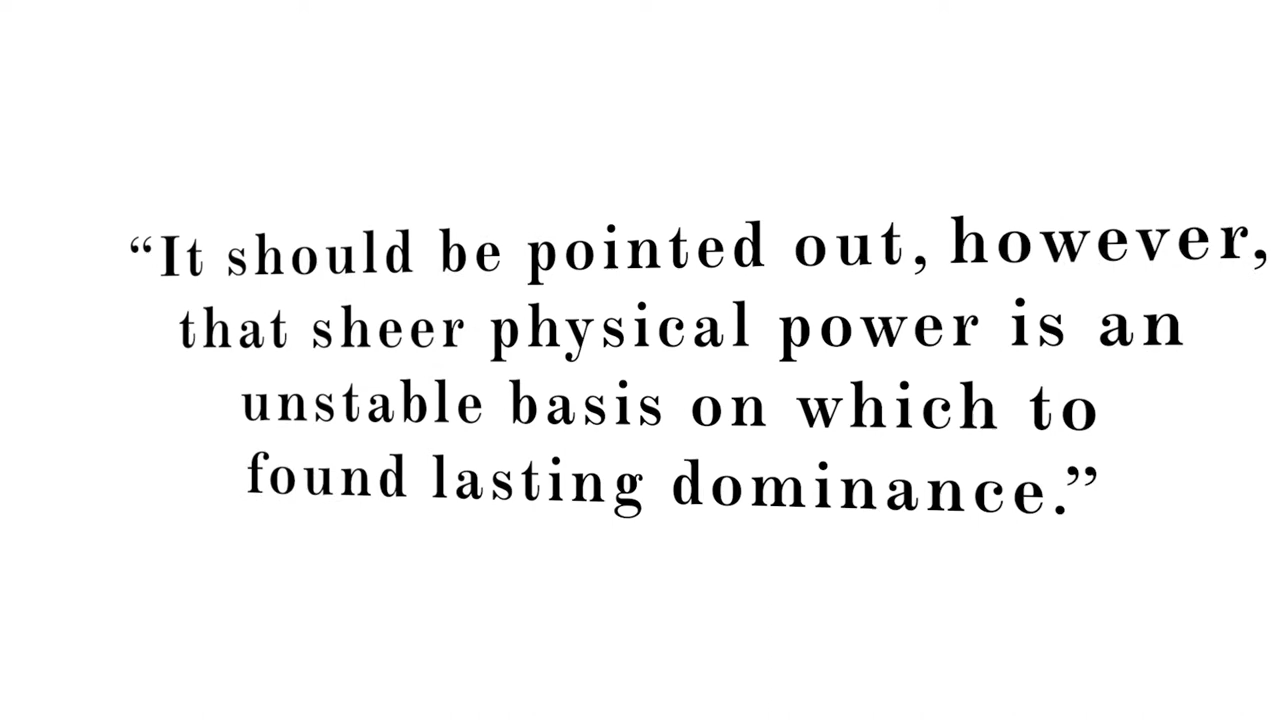 “It should be pointed out, however,
that sheer physical power is an
unstable basis on which to
found lasting dominance.”